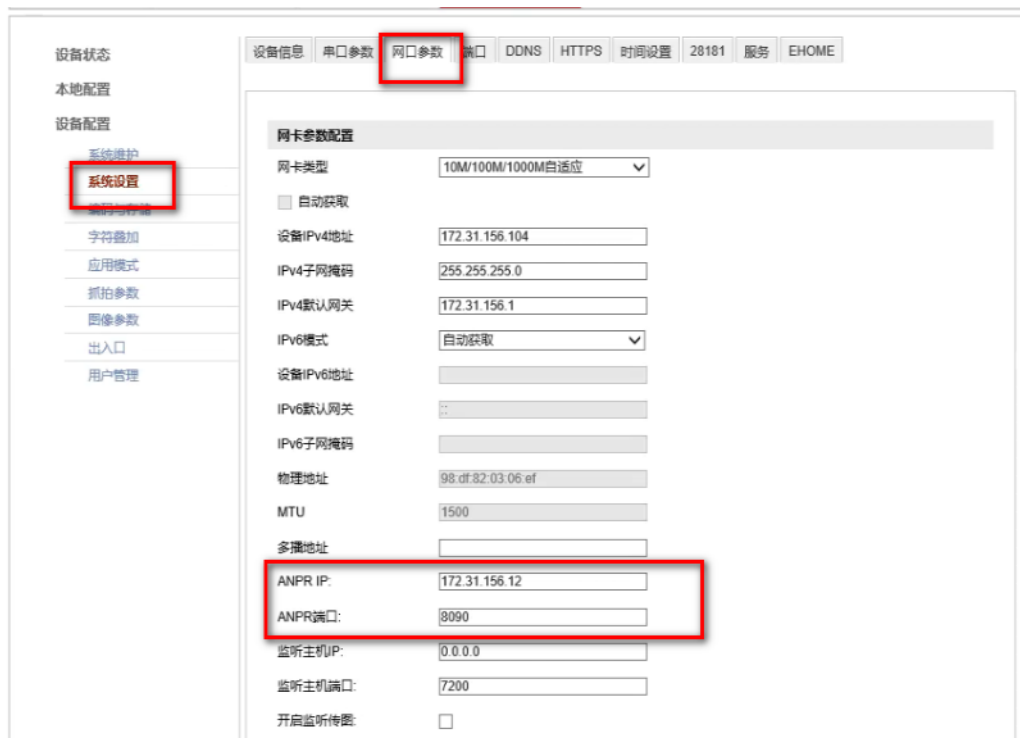 设备信息 串口参数 网口参数 端口 DDNS HTTPS 时间设置 28181 服务 EHOME
设备状态
本地配置
设备配置
系统维护
系统设置
编码与存储
字符叠加
应用模式
抓拍参数
图像参数
出入口
用户管理
网卡参数配置
网卡类型 10M/100M/1000M自适应
自动获取
设备IPv4地址 172.31.156.104
IPv4子网掩码 255.255.255.0
IPv4默认网关 172.31.156.1
IPv6模式 自动获取
设备IPv6地址
IPv6默认网关 ::
IPv6子网掩码
物理地址 98:df:82:03:06:ef
MTU 1500
多播地址
ANPR IP: 172.31.156.12
ANPR端口: 8090
监听主机IP: 0.0.0.0
监听主机端口: 7200
开启监听传图: